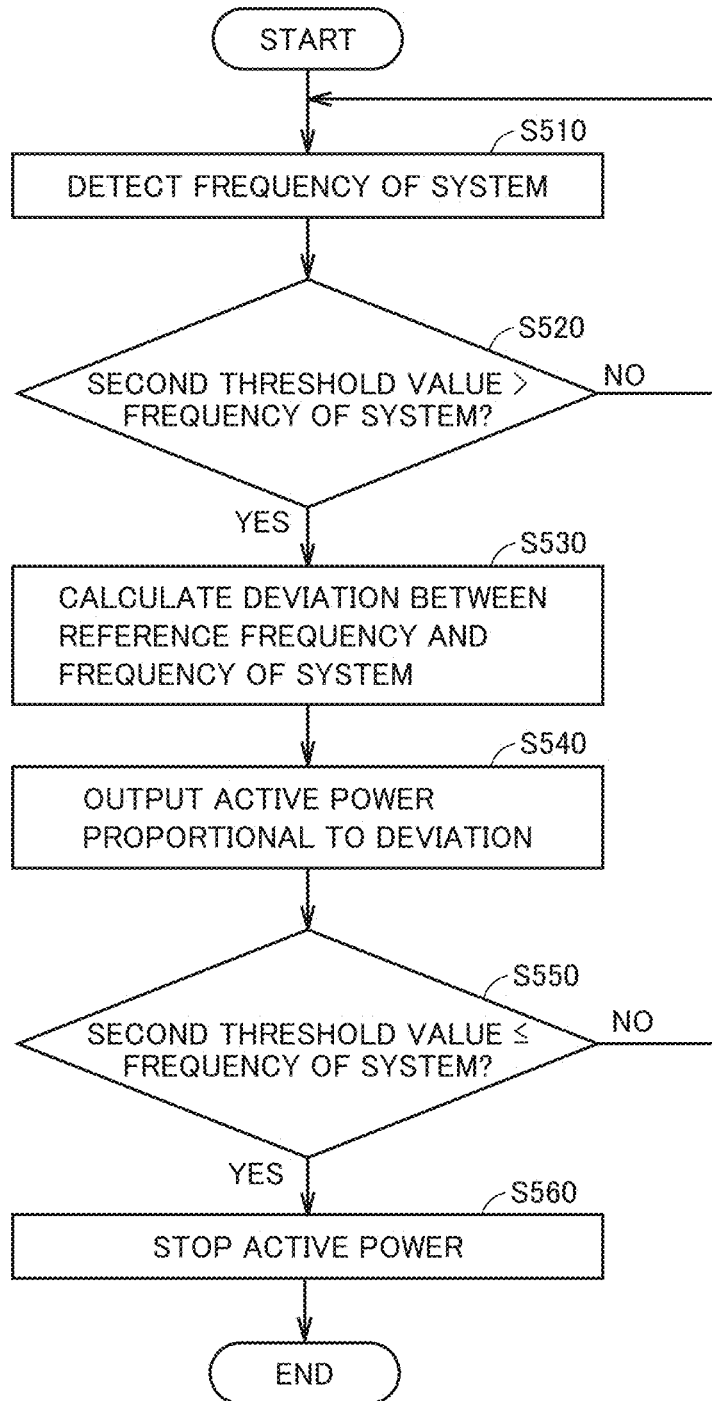 START
S510
DETECT FREQUENCY OF SYSTEM
S520
SECOND THRESHOLD VALUE >
FREQUENCY OF SYSTEM?
NO
YES
S530
CALCULATE DEVIATION BETWEEN
REFERENCE FREQUENCY AND
FREQUENCY OF SYSTEM
S540
OUTPUT ACTIVE POWER
PROPORTIONAL TO DEVIATION
S550
SECOND THRESHOLD VALUE ≤
FREQUENCY OF SYSTEM?
NO
YES
S560
STOP ACTIVE POWER
END